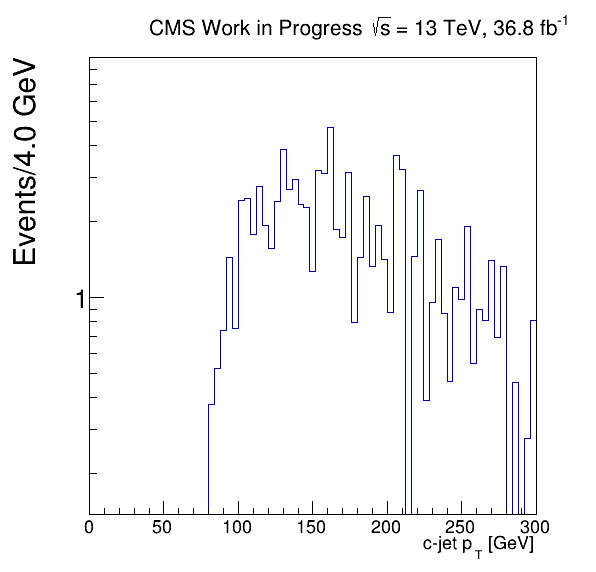 CMS Work in Progress √s = 13 TeV, 36.8 fb⁻¹
Events/4.0 GeV
1
0 50 100 150 200 250 300
c-jet p_T [GeV]